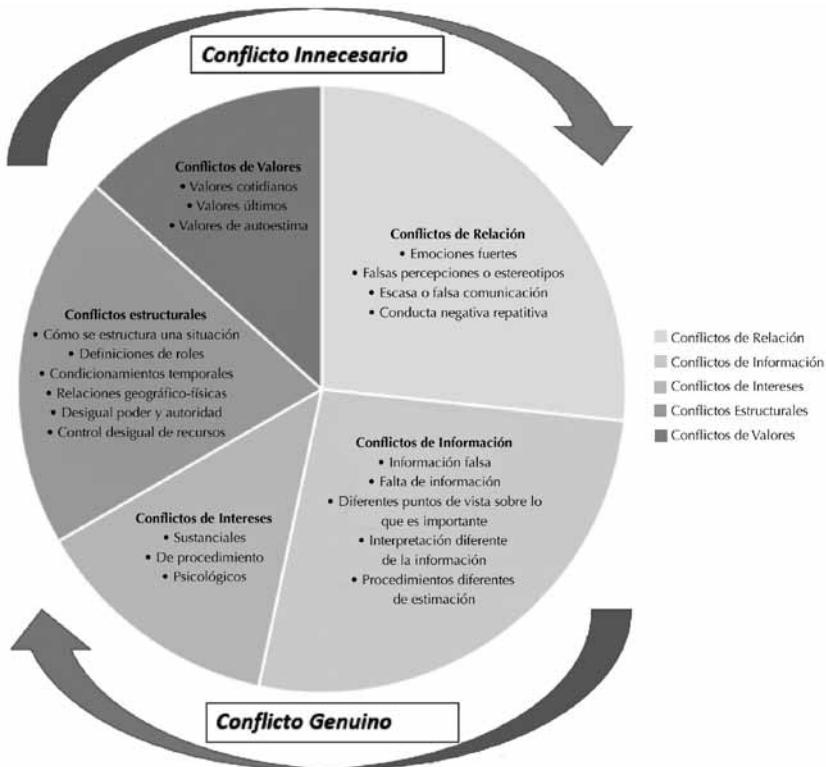 Conflicto Innecesario
Conflictos de Valores
• Valores cotidianos
• Valores últimos
• Valores de autoestima
Conflictos de Relación
• Emociones fuertes
• Falsas percepciones o estereotipos
• Escasa o falsa comunicación
• Conducta negativa repatitiva
Conflictos estructurales
• Cómo se estructura una situación
• Definiciones de roles
• Condicionamientos temporales
• Relaciones geográfico-físicas
• Desigual poder y autoridad
• Control desigual de recursos
Conflictos de Información
• Información falsa
• Falta de información
• Diferentes puntos de vista sobre lo
que es importante
• Interpretación diferente
de la información
• Procedimientos diferentes
de estimación
Conflictos de Intereses
• Sustanciales
• De procedimiento
• Psicológicos
Conflictos de Relación
Conflictos de Información
Conflictos de Intereses
Conflictos Estructurales
Conflictos de Valores
Conflicto Genuino